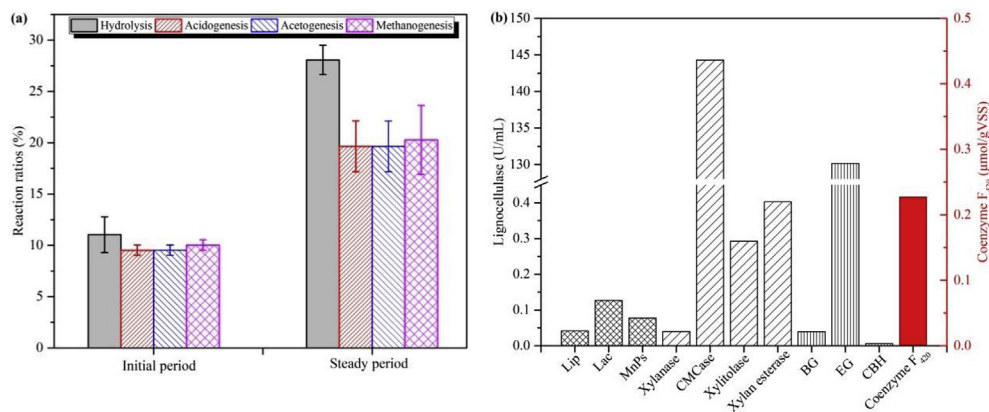 (a)
Hydrolysis Acidogenesis Acetogenesis Methanogenesis
30
25
20
15
10
5
0
Reaction ratios (%)
Initial period Steady period
(b)
150
145
140
135
130
0.4
0.3
0.2
0.1
0.0
Lignocellulase (U/mL)
Lip
Lac
MnPs
Xylanase
CMCase
Xylitolase
Xylan esterase
BG
EG
CBH
Coenzyme F420
0.5
0.4
0.3
0.2
0.1
0.0
Coenzyme F420 (μmol/gVSS)